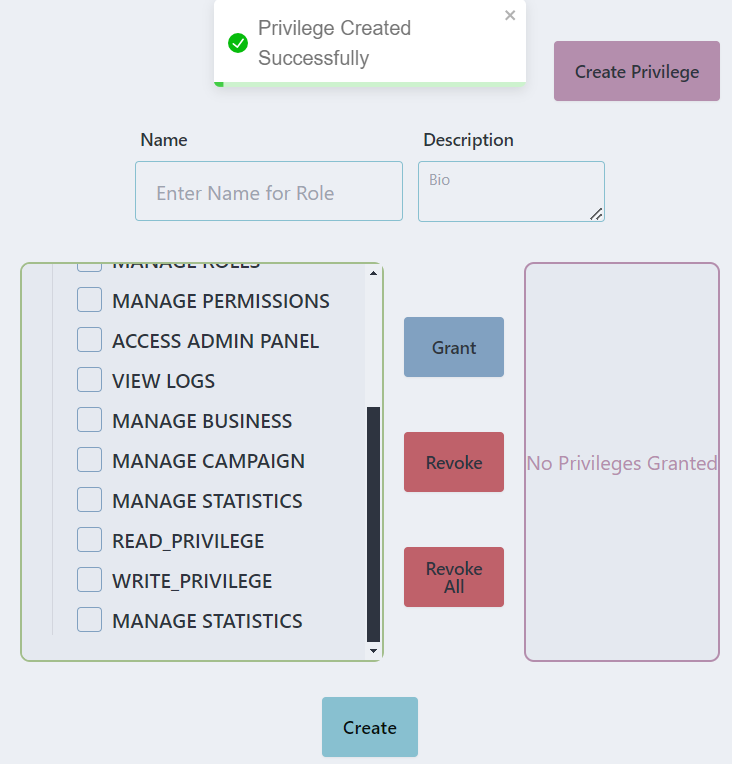 Privilege Created
Successfully
Create Privilege
Name
Description
Enter Name for Role
Bio
MANAGE ROLES
MANAGE PERMISSIONS
ACCESS ADMIN PANEL
VIEW LOGS
MANAGE BUSINESS
MANAGE CAMPAIGN
MANAGE STATISTICS
READ_PRIVILEGE
WRITE_PRIVILEGE
MANAGE STATISTICS
Grant
Revoke
Revoke
All
No Privileges Granted
Create